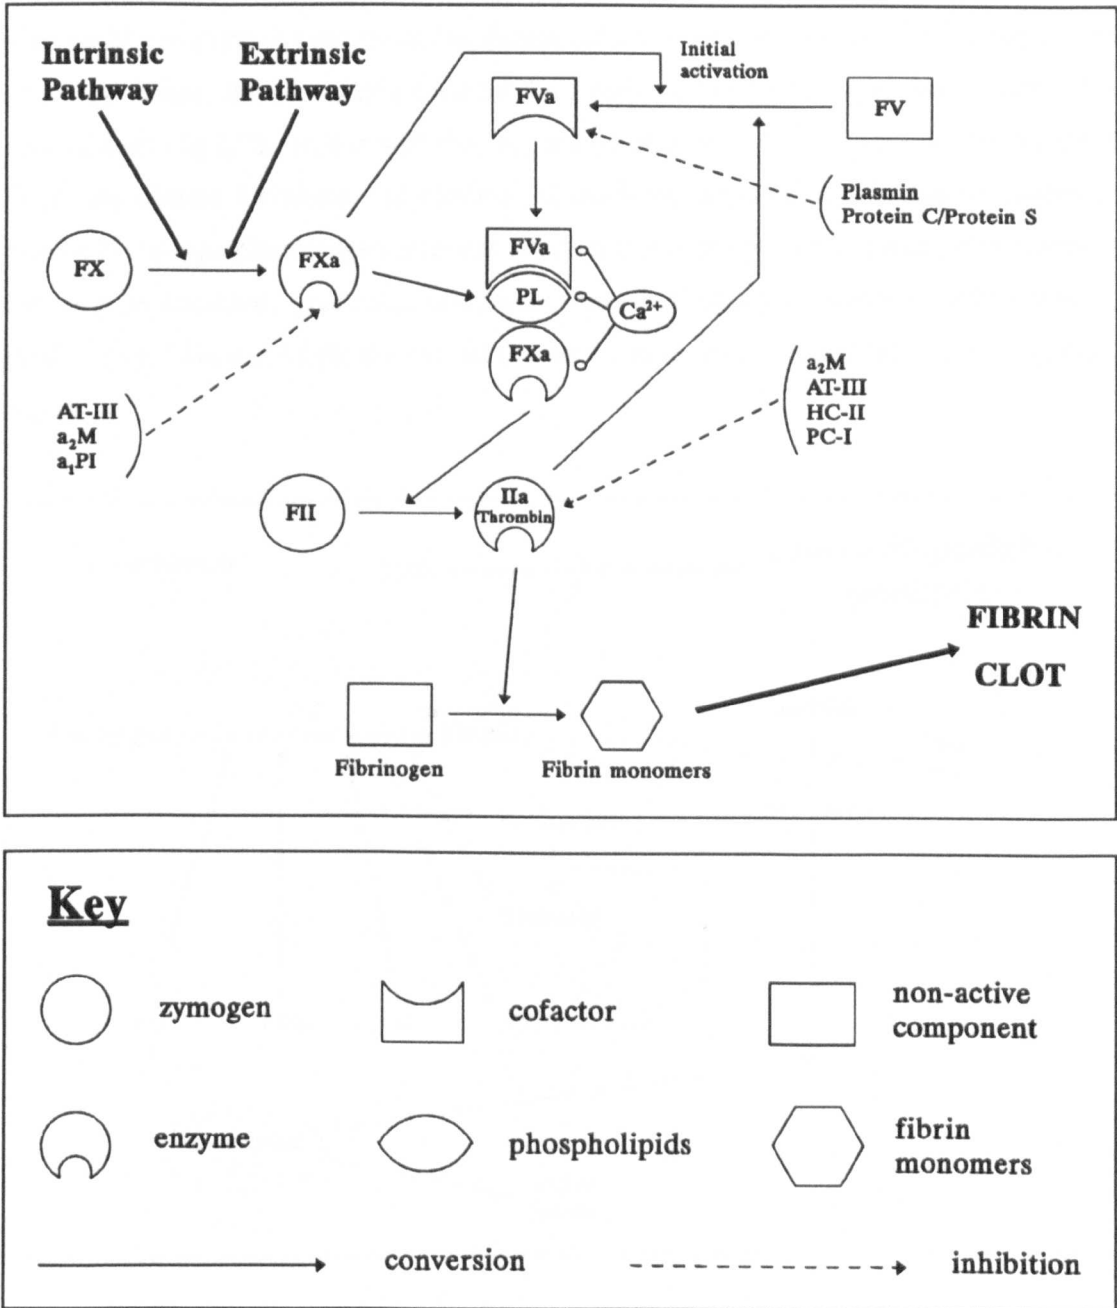 Intrinsic
Pathway
Extrinsic
Pathway
Initial
activation
FVa
FV
Plasmin
Protein C/Protein S
FX
FXa
FVa
PL
Ca²⁺
FXa
AT-III
a₂M
a₁PI
a₂M
AT-III
HC-II
PC-I
FII
IIa
Thrombin
FIBRIN
CLOT
Fibrinogen
Fibrin monomers
Key
zymogen
cofactor
non-active
component
enzyme
phospholipids
fibrin
monomers
conversion
inhibition